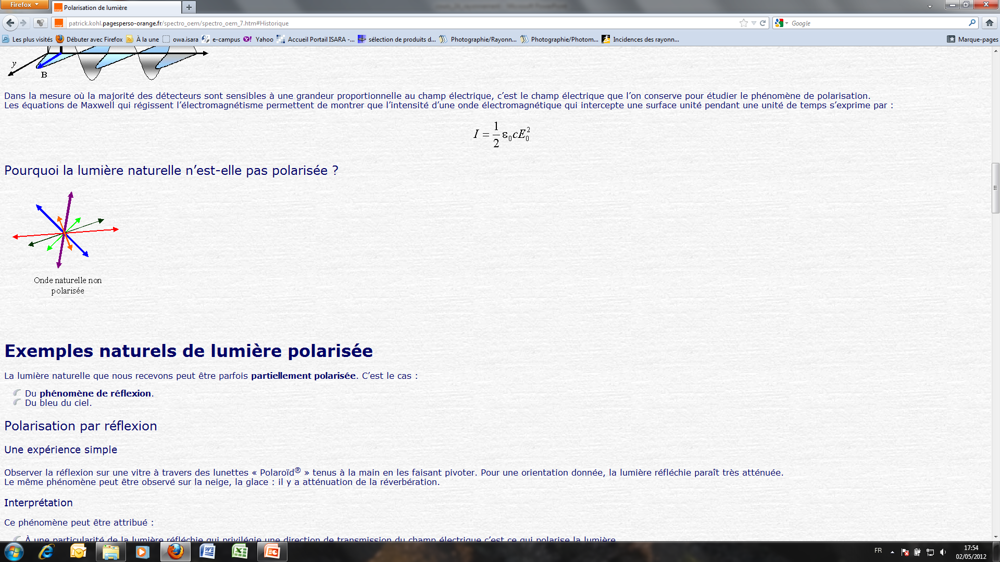 Firefox
Polarisation de lumière
patrick.kohl.pagesperso-orange.fr/spectro_oem/spectro_oem_7.htm#Historique
Google
Les plus visités
Débuter avec Firefox
À la une
owa.isara
e-campus
Yahoo
Accueil Portail ISARA -...
sélection de produits d...
Photographie/Rayonn...
Photographie/Photom...
Incidences des rayonn...
Marque-pages
y
B
Dans la mesure où la majorité des détecteurs sont sensibles à une grandeur proportionnelle au champ électrique, c’est le champ électrique que l’on conserve pour étudier le phénomène de polarisation.
Les équations de Maxwell qui régissent l’électromagnétisme permettent de montrer que l’intensité d’une onde électromagnétique qui intercepte une surface unité pendant une unité de temps s’exprime par :
I = 1/2 ε₀cE₀²
Pourquoi la lumière naturelle n’est-elle pas polarisée ?
Onde naturelle non
polarisée
Exemples naturels de lumière polarisée
La lumière naturelle que nous recevons peut être parfois partiellement polarisée. C’est le cas :
Du phénomène de réflexion.
Du bleu du ciel.
Polarisation par réflexion
Une expérience simple
Observer la réflexion sur une vitre à travers des lunettes « Polaroïd® » tenus à la main en les faisant pivoter. Pour une orientation donnée, la lumière réfléchie paraît très atténuée.
Le même phénomène peut être observé sur la neige, la glace : il y a atténuation de la réverbération.
Interprétation
Ce phénomène peut être attribué :
À une particularité de la lumière réfléchie qui privilégie une direction de transmission du champ électrique c’est ce qui polarise la lumière
FR
17:54
02/05/2012